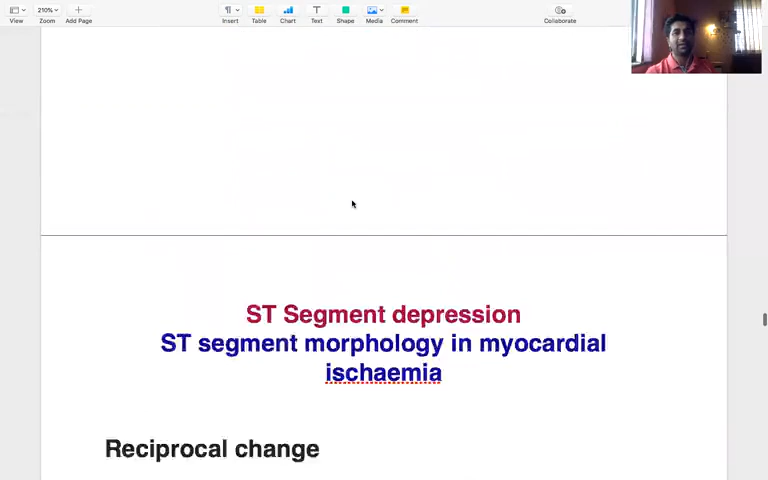 210%
View
Zoom
Add Page
Insert
Table
Chart
Text
Shape
Media
Comment
Collaborate
ST Segment depression
ST segment morphology in myocardial
ischaemia
Reciprocal change